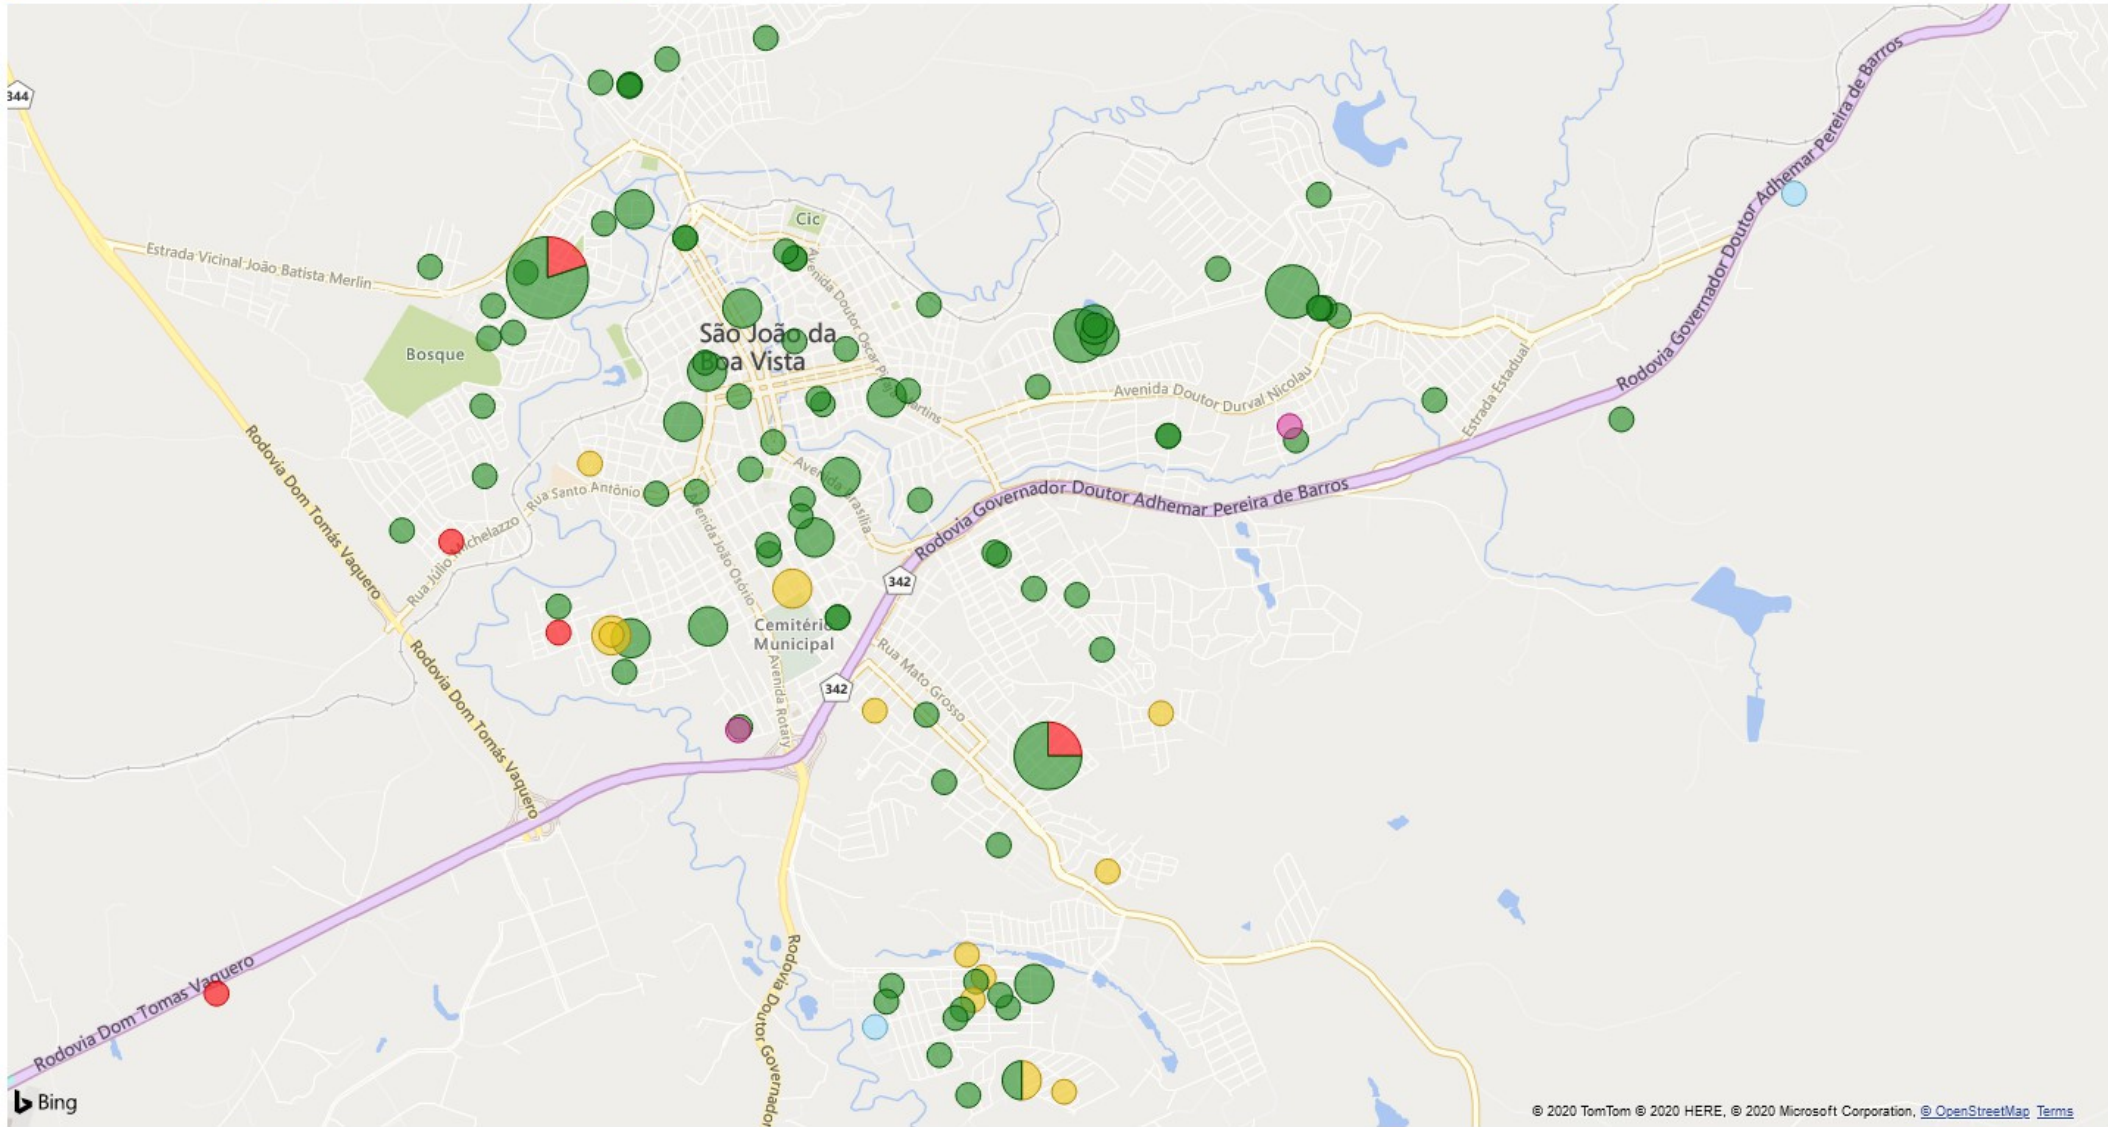 344
Cic
Estrada Vicinal João Batista Merlin
Rodovia Governador Doutor Adhemar Pereira de Barros
Avenida Doutor Oscar Piraja Martins
São João da
Boa Vista
Bosque
Avenida Doutor Durval Nicolau
Estrada Estadual
Rodovia Dom Tomás Vaquero
Rua Santo Antônio
Avenida Brasília
Rua Júlio Michelazzo
Rodovia Governador Doutor Adhemar Pereira de Barros
Avenida João Osório
342
Cemitério
Municipal
Rua Mato Grosso
Rodovia Dom Tomás Vaquero
Avenida Rotary
342
Rodovia Dom Tomas Vaquero
Rodovia Doutor Governador
Bing
© 2020 TomTom © 2020 HERE, © 2020 Microsoft Corporation, © OpenStreetMap Terms